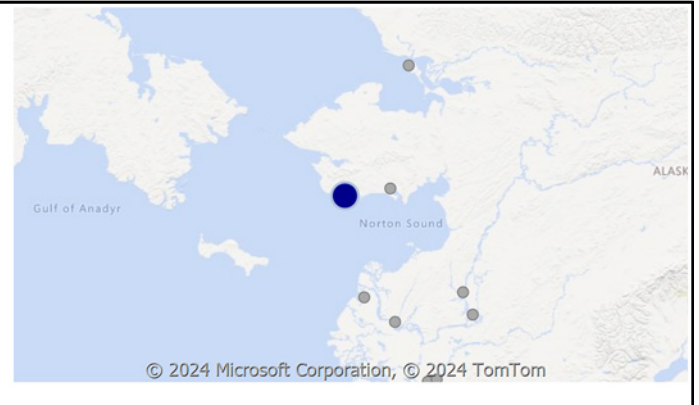 ALASK
Gulf of Anadyr
Norton Sound
© 2024 Microsoft Corporation, © 2024 TomTom